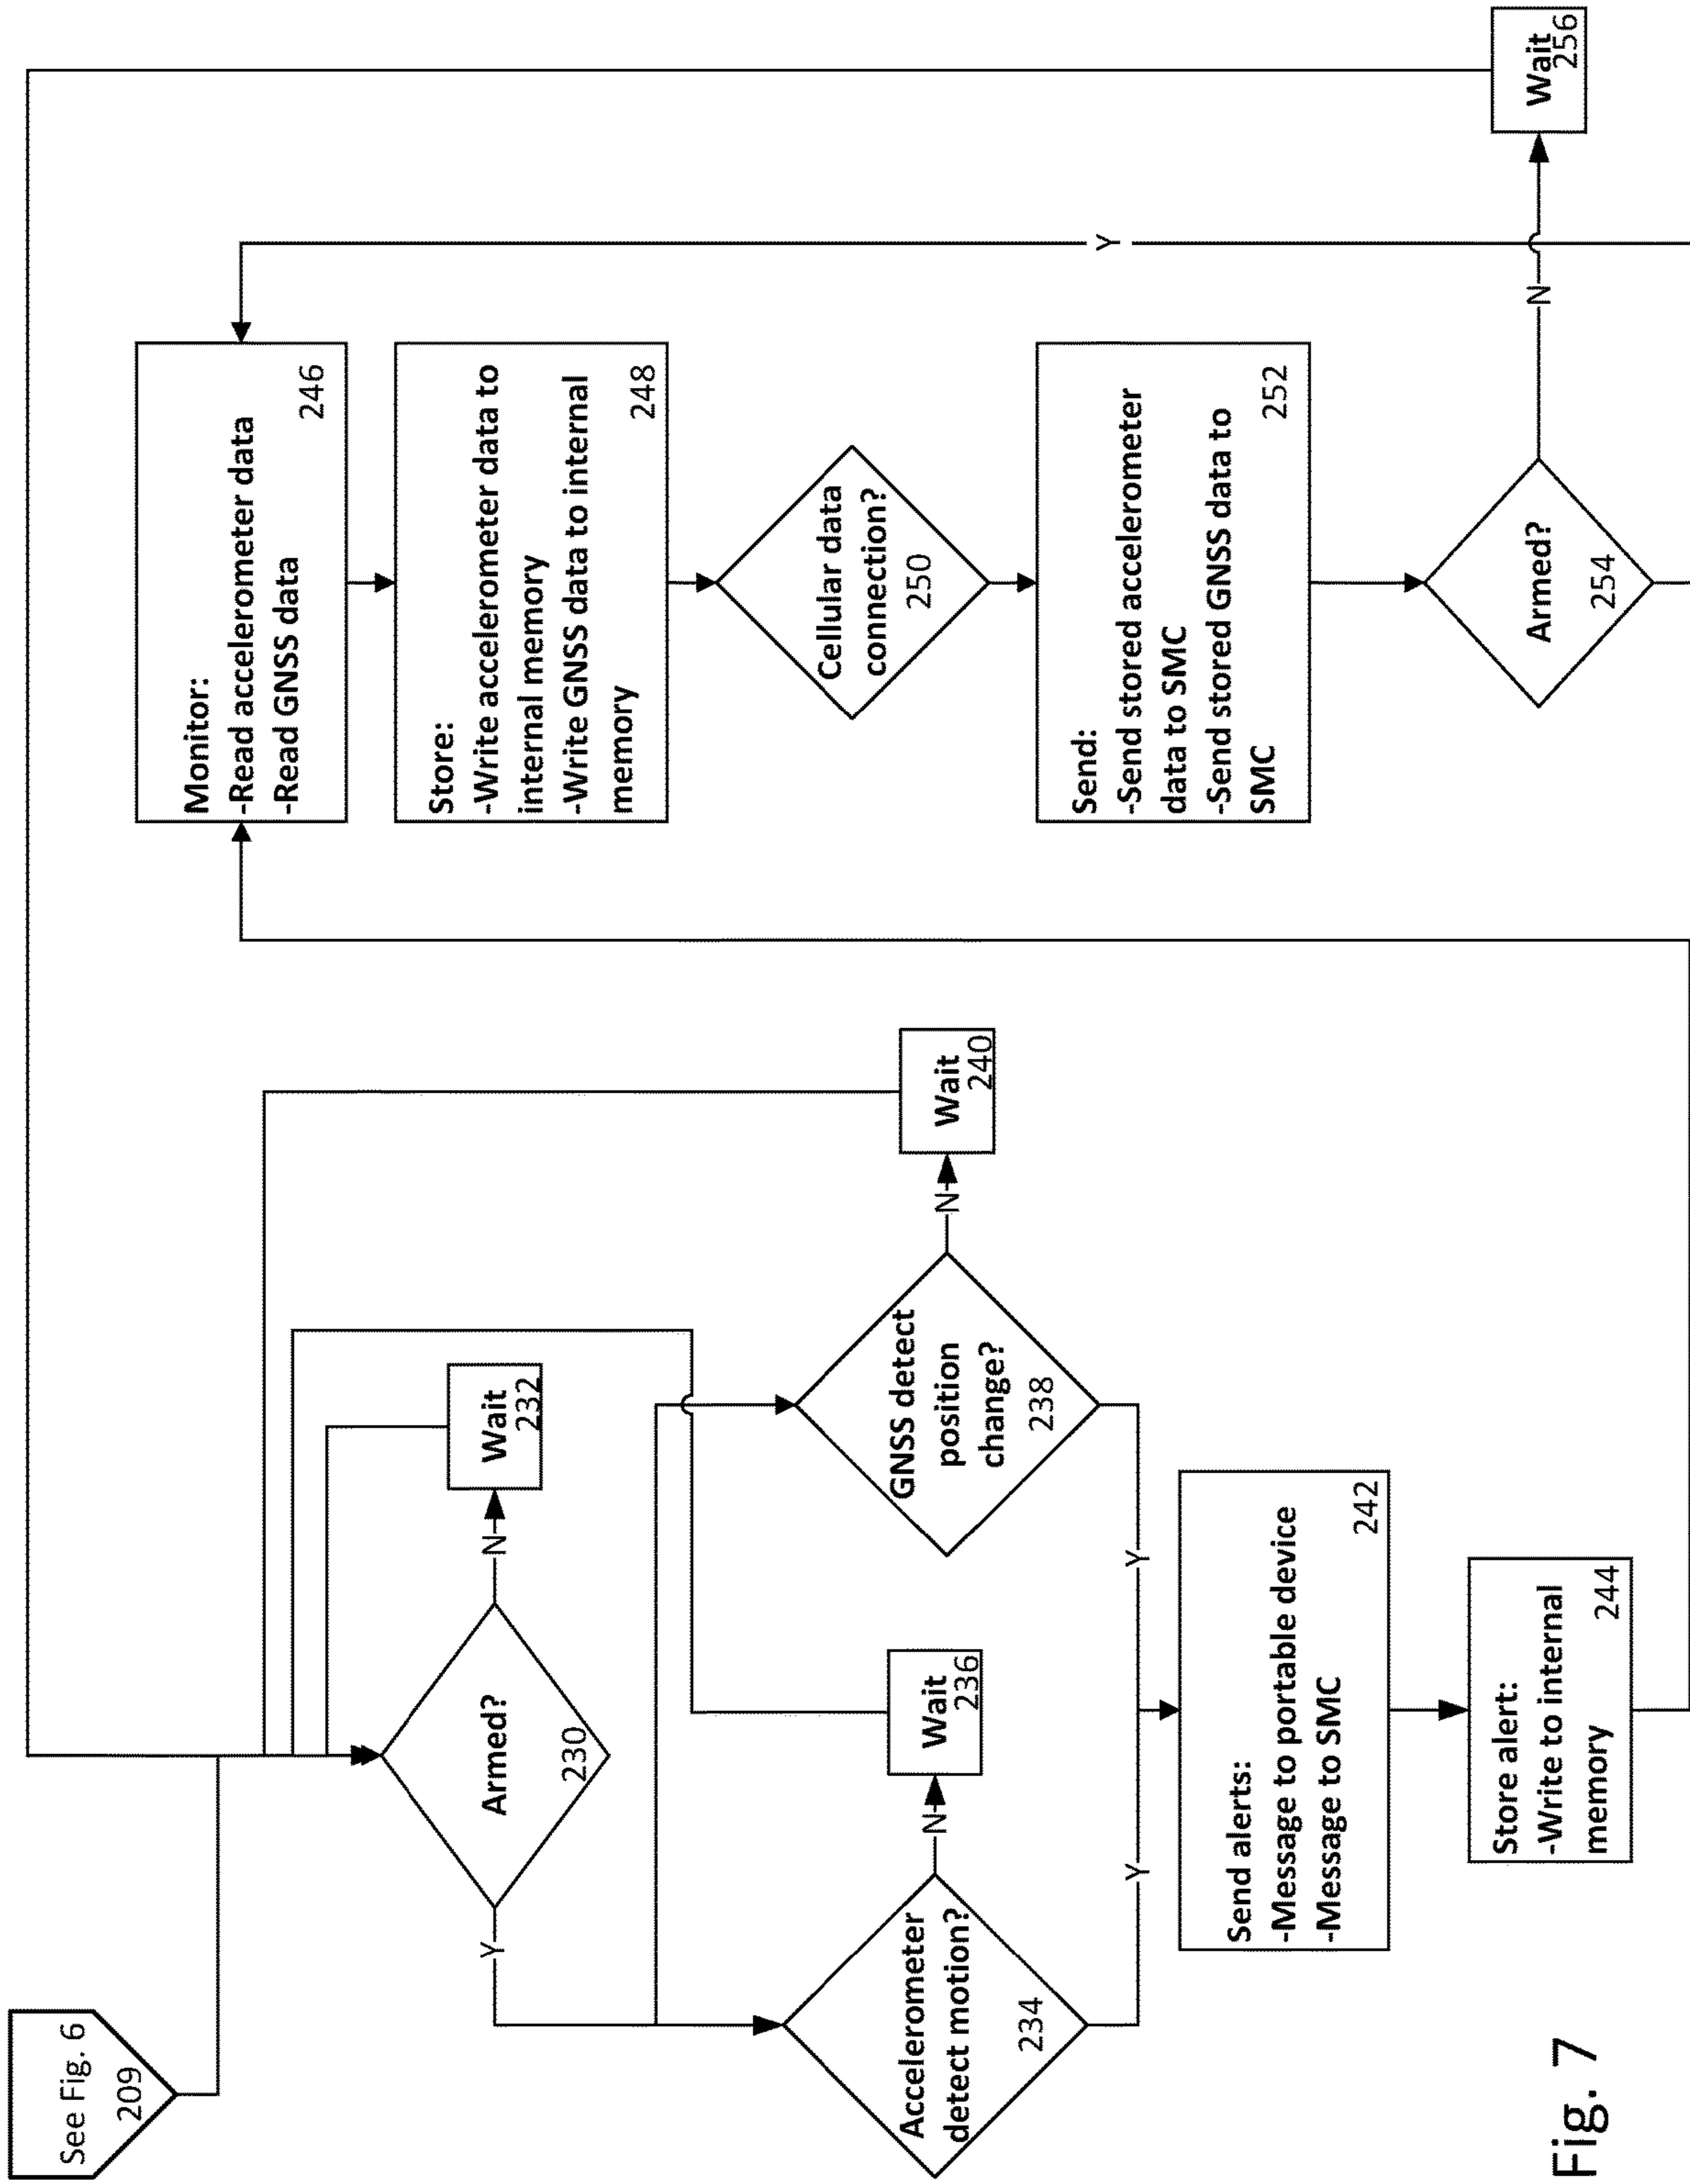 See Fig. 6
209
Armed?
230
Y
N
Wait
232
Accelerometer
detect motion?
234
N
Wait
236
GNSS detect
position
change?
238
N
Wait
240
Y
Y
Send alerts:
-Message to portable device
-Message to SMC
242
Store alert:
-Write to internal
memory
244
Monitor:
-Read accelerometer data
-Read GNSS data
246
Store:
-Write accelerometer data to
internal memory
-Write GNSS data to internal
memory
248
Cellular data
connection?
250
Send:
-Send stored accelerometer
data to SMC
-Send stored GNSS data to
SMC
252
Armed?
254
Y
N
Wait
256
Fig. 7